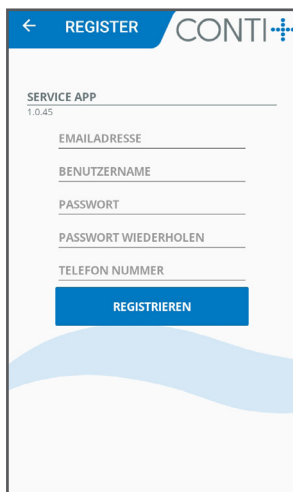 REGISTER
CONTI+
SERVICE APP
1.0.45
EMAILADRESSE
BENUTZERNAME
PASSWORT
PASSWORT WIEDERHOLEN
TELEFON NUMMER
REGISTRIEREN